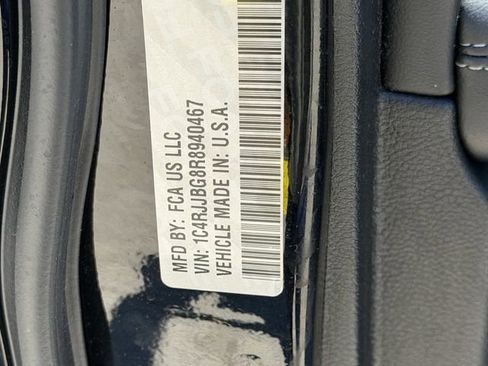 MFD BY: FCA US LLC
VIN: 1C4RJJBG8R8940467
VEHICLE MADE IN: U.S.A.